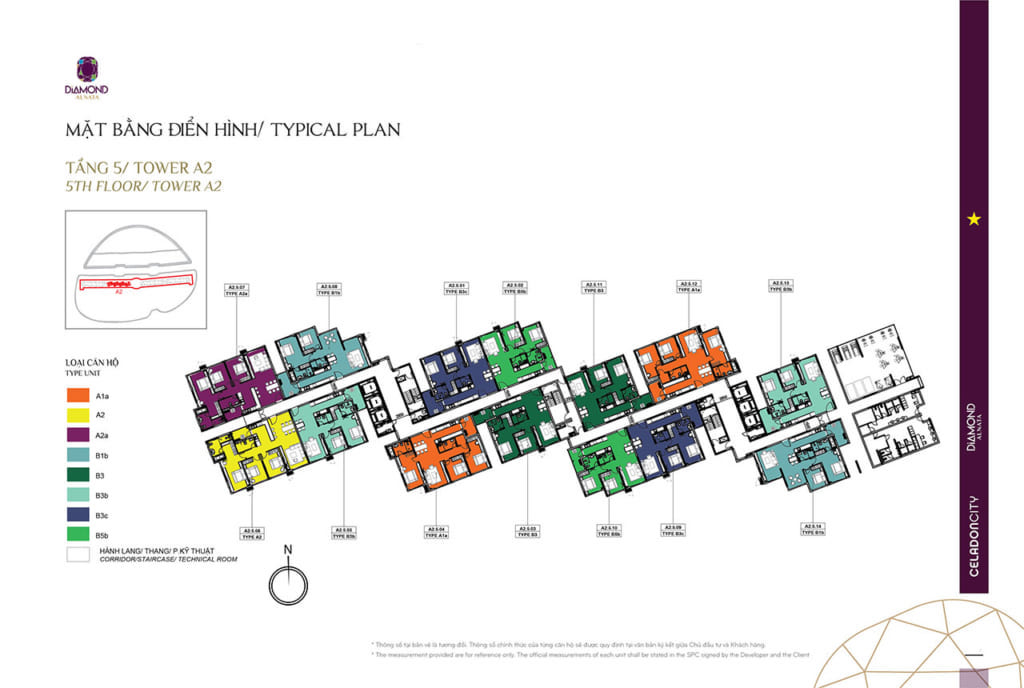 DIAMOND
ALNATA
MẶT BẰNG ĐIỂN HÌNH/ TYPICAL PLAN
TẦNG 5/ TOWER A2
5TH FLOOR/ TOWER A2
A2
LOẠI CĂN HỘ
TYPE UNIT
A1a
A2
A2a
B1b
B3
B3b
B3c
B5b
HÀNH LANG/ THANG/ P.KỸ THUẬT
CORRIDOR/STAIRCASE/ TECHNICAL ROOM
N
A2.5.07
TYPE A2a
A2.5.08
TYPE B1b
A2.5.01
TYPE B3c
A2.5.02
TYPE B5b
A2.5.11
TYPE B3
A2.5.12
TYPE A1a
A2.5.13
TYPE B3b
A2.5.06
TYPE A2
A2.5.05
TYPE B3b
A2.5.04
TYPE A1a
A2.5.03
TYPE B3
A2.5.10
TYPE B5b
A2.5.09
TYPE B3c
A2.5.14
TYPE B1b
DIAMOND
ALNATA
CELADONCITY
* Thông số tại bản vẽ là tương đối. Thông số chính thức của từng căn hộ sẽ được quy định tại văn bản ký kết giữa Chủ đầu tư và Khách hàng.
* The measurement provided are for reference only. The official measurements of each unit shall be stated in the SPC signed by the Developer and the Client